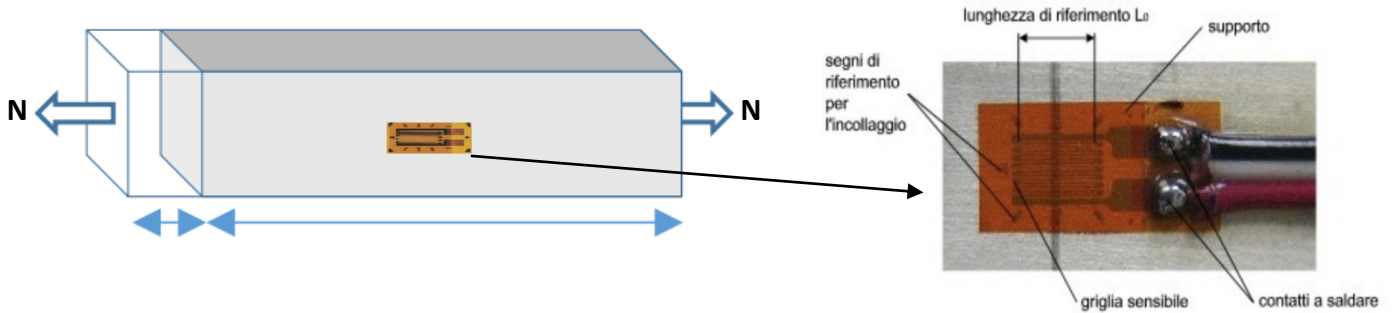 N
N
lunghezza di riferimento L₀
supporto
segni di
riferimento
per
l'incollaggio
griglia sensibile
contatti a saldare